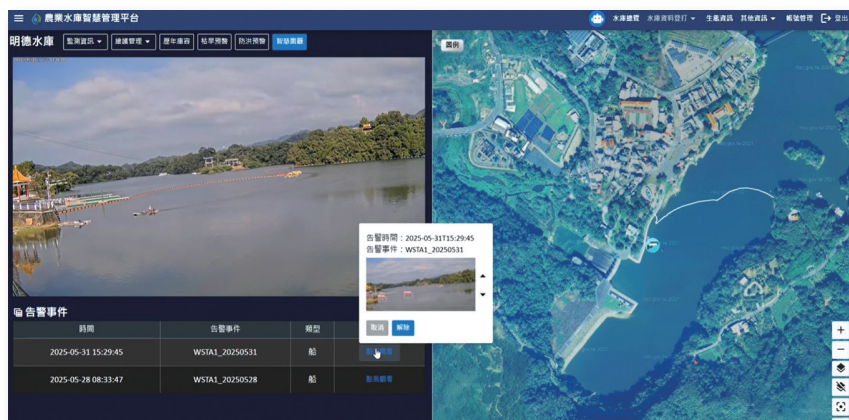 農業水庫智慧管理平台
水庫總覽 水庫資料登打 生態資訊 其他資訊 帳號管理 登出
明德水庫 監測資訊 維護管理 歷年庫容 枯旱預警 防洪預警 智慧圍籬
圖例
告警時間：2025-05-31T15:29:45
告警事件：WSTA1_20250531
取消 解除
告警事件
時間 告警事件 類型
2025-05-31 15:29:45 WSTA1_20250531 船
2025-05-28 08:33:47 WSTA1_20250528 船 點我觀看